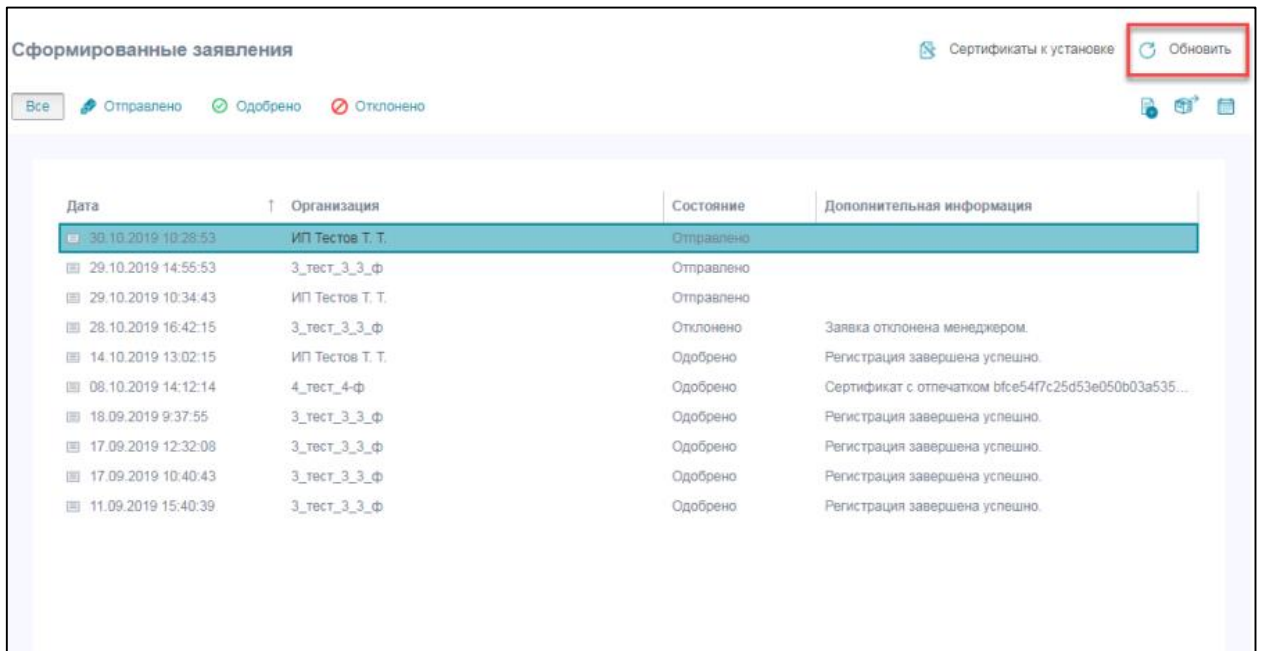 Сформированные заявления Сертификаты к установке Обновить
Все Отправлено Одобрено Отклонено
Дата ↑ Организация Состояние Дополнительная информация
30.10.2019 10:28:53 ИП Тестов Т. Т. Отправлено
29.10.2019 14:55:53 3_тест_3_3_ф Отправлено
29.10.2019 10:34:43 ИП Тестов Т. Т. Отправлено
28.10.2019 16:42:15 3_тест_3_3_ф Отклонено Заявка отклонена менеджером.
14.10.2019 13:02:15 ИП Тестов Т. Т. Одобрено Регистрация завершена успешно.
08.10.2019 14:12:14 4_тест_4-ф Одобрено Сертификат с отпечатком bfce54f7c25d53e050b03a535...
18.09.2019 9:37:55 3_тест_3_3_ф Одобрено Регистрация завершена успешно.
17.09.2019 12:32:08 3_тест_3_3_ф Одобрено Регистрация завершена успешно.
17.09.2019 10:40:43 3_тест_3_3_ф Одобрено Регистрация завершена успешно.
11.09.2019 15:40:39 3_тест_3_3_ф Одобрено Регистрация завершена успешно.